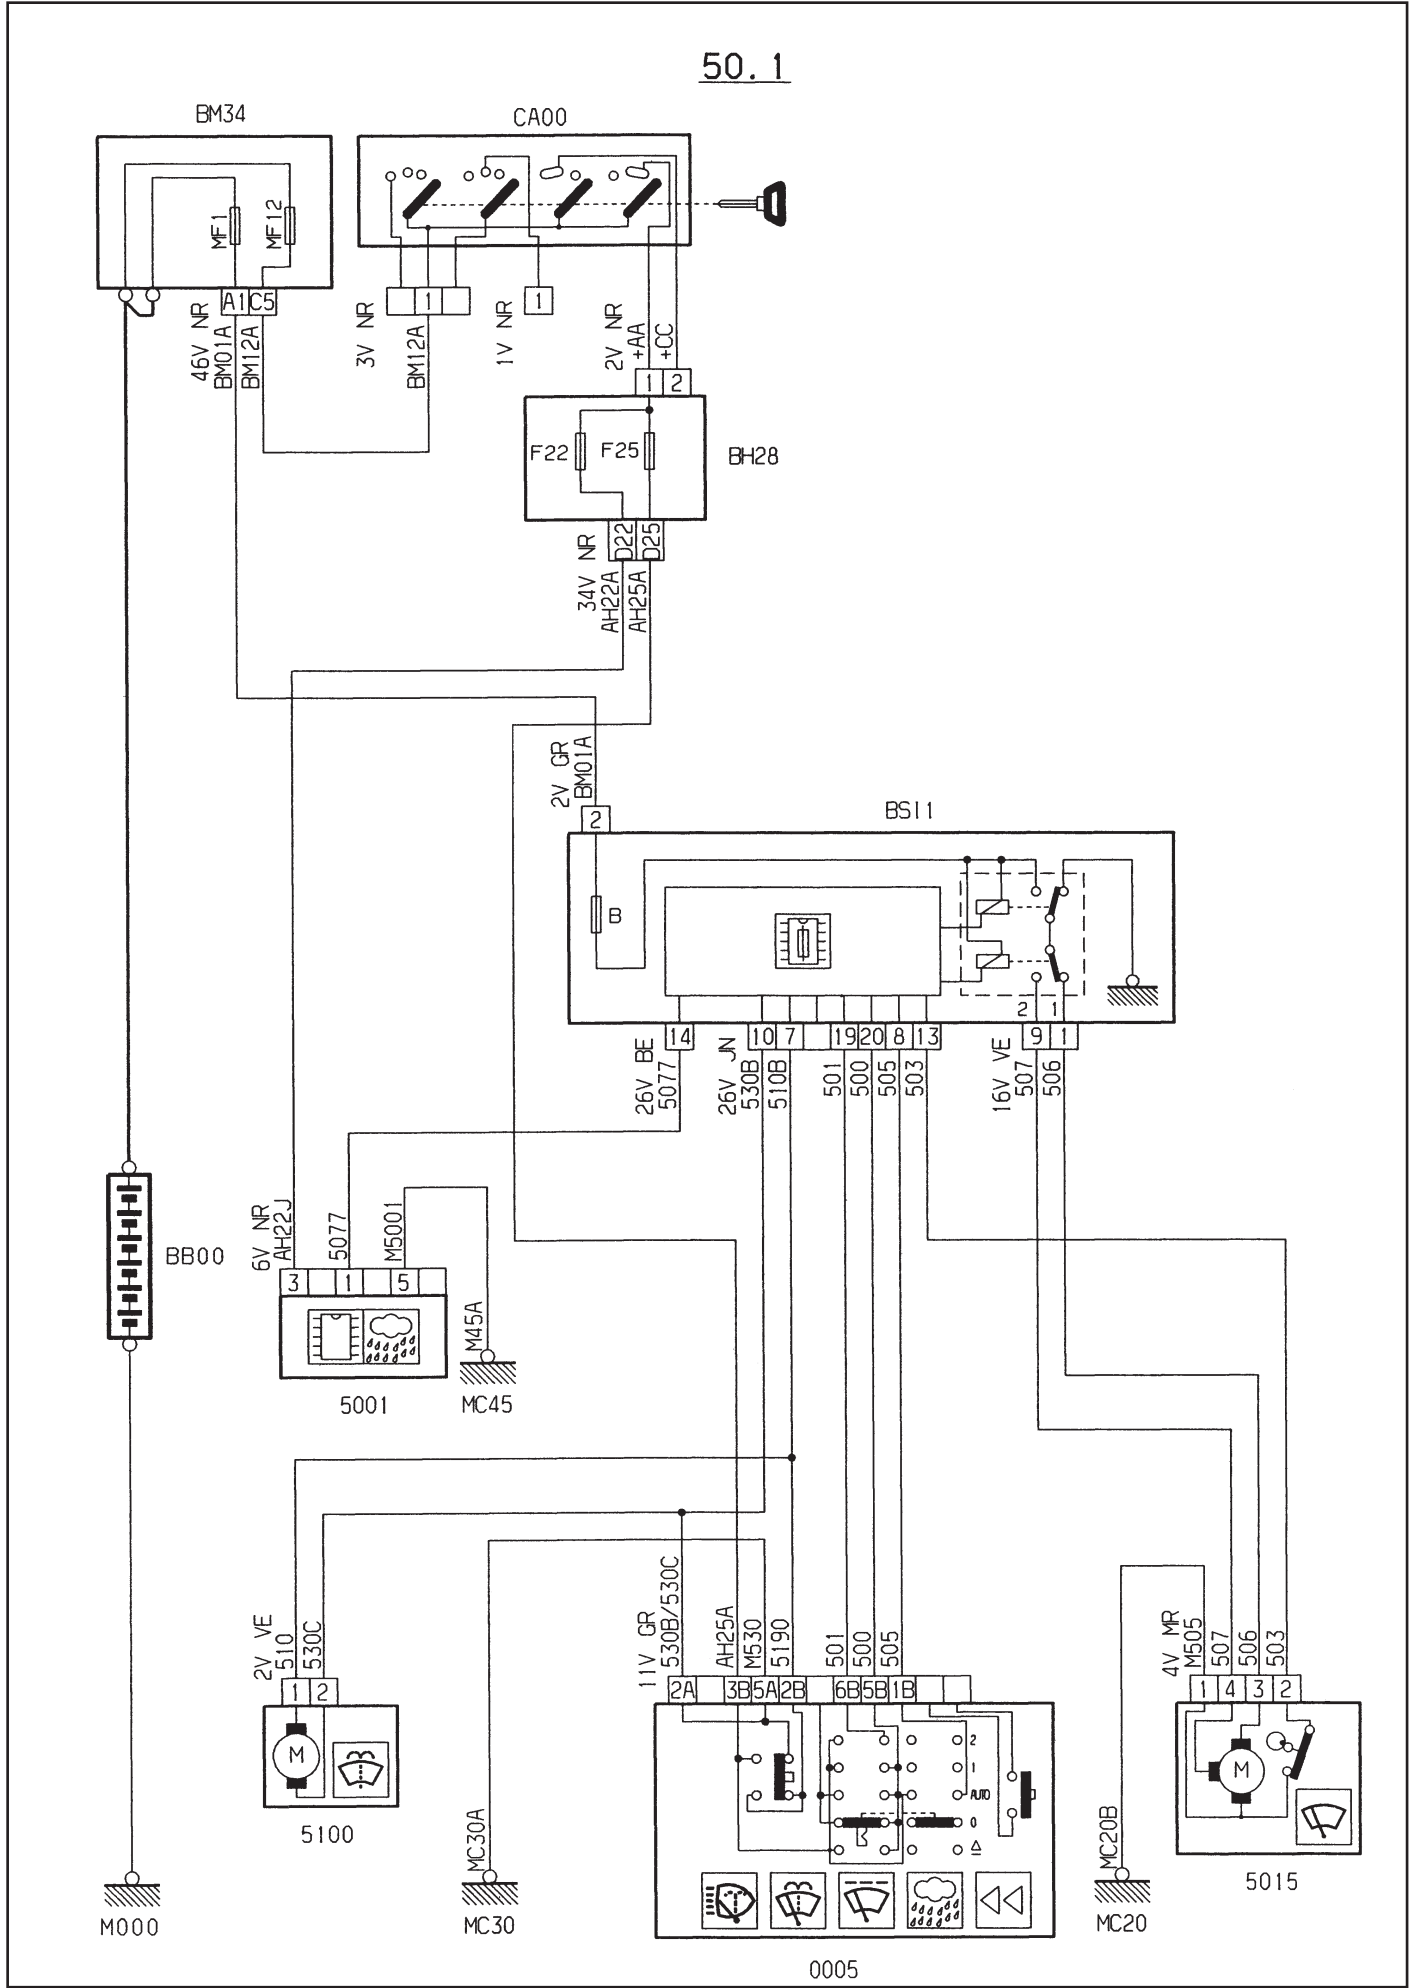 50.1
BM34
CA00
MF1
MF12
A1 C5
46V NR
BM01A
BM12A
3V NR
1
BM12A
1V NR
1
2V NR
+AA
+CC
1 2
F22
F25
BH28
D22 D25
34V NR
AH22A
AH25A
2V GR
BM01A
2
BSI1
B
2 1
14
10 7
19 20 8 13
9 1
26V BE
5077
26V JN
530B
510B
501
500
505
503
16V VE
507
506
BB00
6V NR
AH22J
5077
M5001
3 1 5
M45A
5001
MC45
2V VE
510
530C
1 2
M
5100
MC30A
MC30
M000
11V GR
530B/530C
AH25A
M530
5190
501
500
505
2A 3B 5A 2B 6B 5B 1B
2
1
AUTO
0
0005
MC20B
MC20
4V MR
M505
507
506
503
1 4 3 2
M
5015